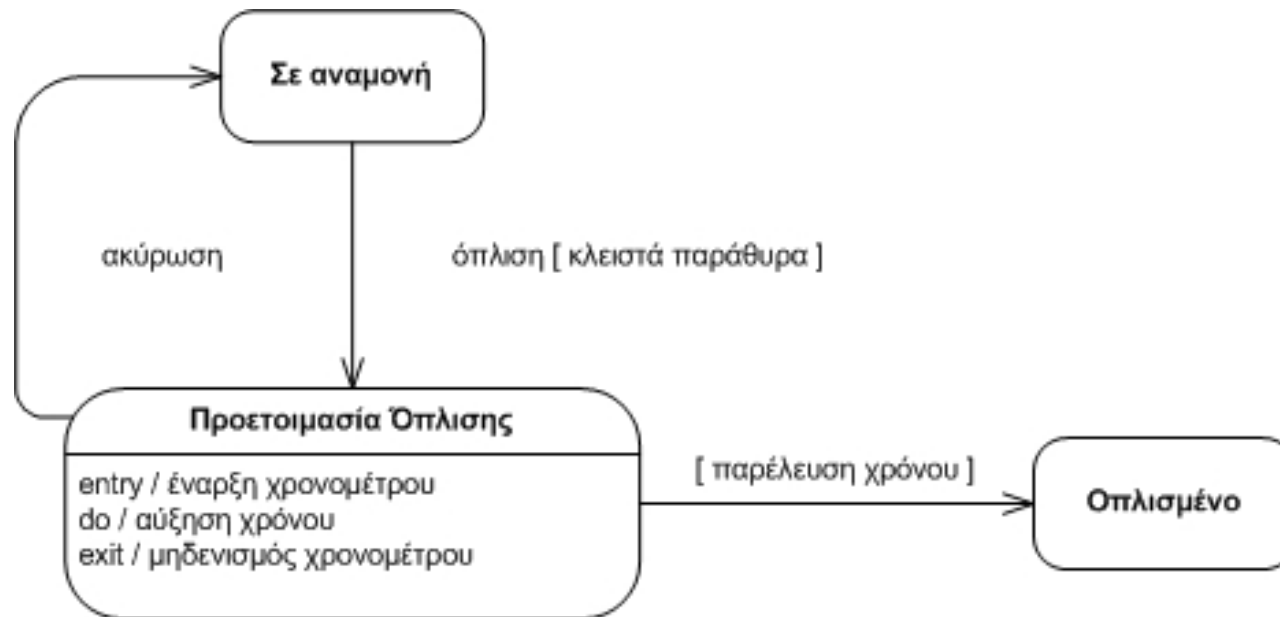 Σε αναμονή
ακύρωση
όπλιση [ κλειστά παράθυρα ]
Προετοιμασία Όπλισης
entry / έναρξη χρονομέτρου
do / αύξηση χρόνου
exit / μηδενισμός χρονομέτρου
[ παρέλευση χρόνου ]
Οπλισμένο